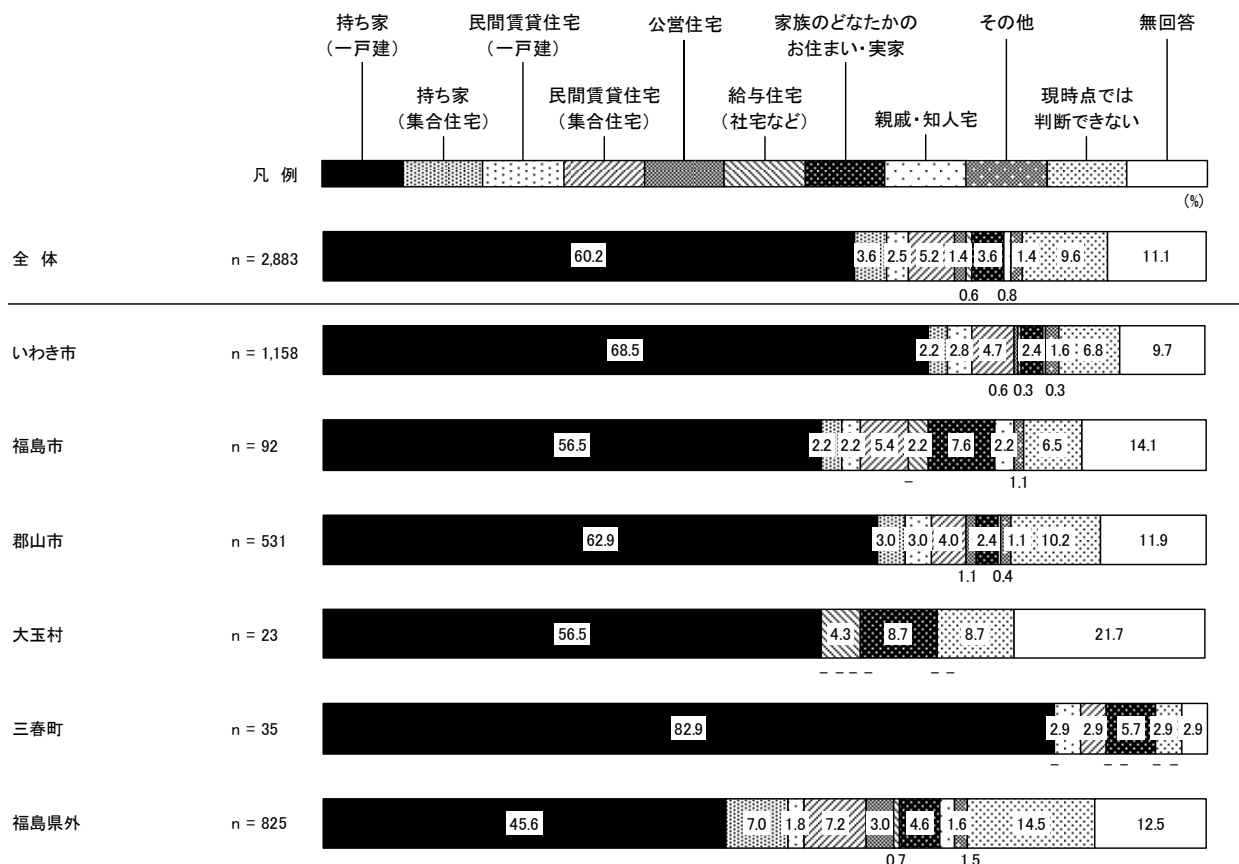 持ち家
（一戸建）
民間賃貸住宅
（一戸建）
公営住宅
家族のどなたかの
お住まい・実家
その他
無回答
持ち家
（集合住宅）
民間賃貸住宅
（集合住宅）
給与住宅
（社宅など）
親戚・知人宅
現時点では
判断できない
凡 例
(%)
全 体 n = 2,883 60.2 3.6 2.5 5.2 1.4 3.6 1.4 9.6 11.1
0.6 0.8
いわき市 n = 1,158 68.5 2.2 2.8 4.7 2.4 1.6 6.8 9.7
0.6 0.3 0.3
福島市 n = 92 56.5 2.2 2.2 5.4 2.2 7.6 2.2 6.5 14.1
– 1.1
郡山市 n = 531 62.9 3.0 3.0 4.0 2.4 1.1 10.2 11.9
1.1 0.4
大玉村 n = 23 56.5 4.3 8.7 8.7 21.7
– – – – – –
三春町 n = 35 82.9 2.9 2.9 5.7 2.9 2.9
– – – – –
福島県外 n = 825 45.6 7.0 1.8 7.2 3.0 4.6 1.6 14.5 12.5
0.7 1.5